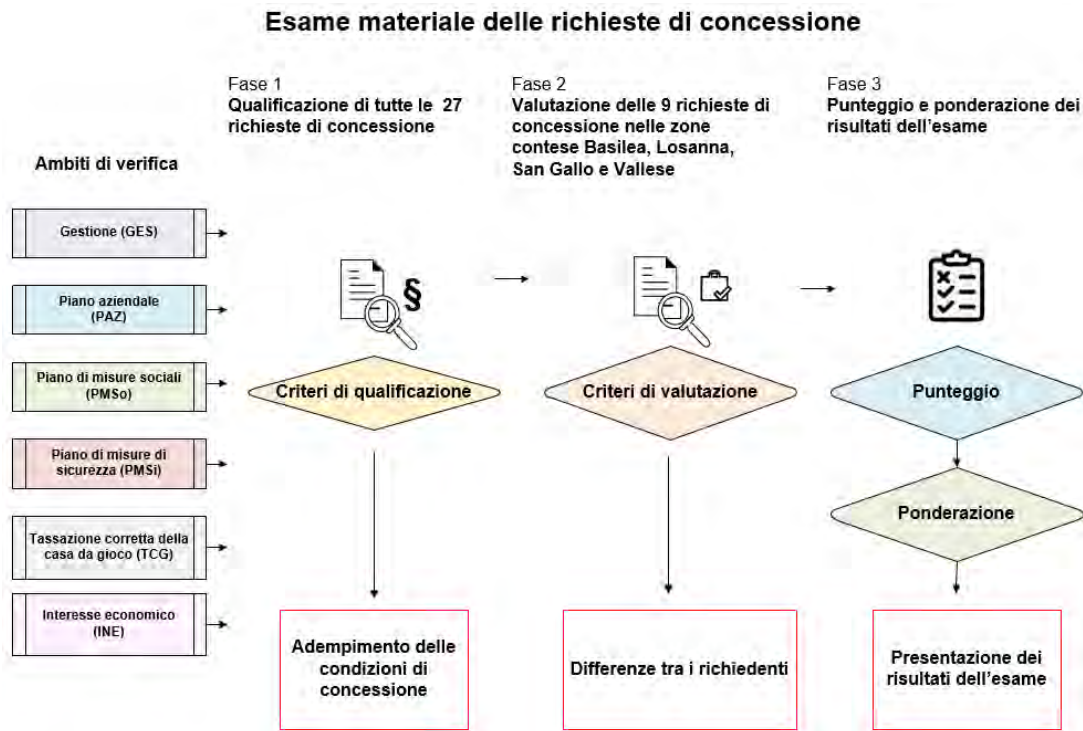 Esame materiale delle richieste di concessione
Fase 1
Qualificazione di tutte le 27
richieste di concessione
Fase 2
Valutazione delle 9 richieste di
concessione nelle zone
contese Basilea, Losanna,
San Gallo e Vallese
Fase 3
Punteggio e ponderazione dei
risultati dell'esame
Ambiti di verifica
Gestione (GES)
Piano aziendale
(PAZ)
Piano di misure sociali
(PMSo)
Piano di misure di
sicurezza (PMSi)
Tassazione corretta della
casa da gioco (TCG)
Interesse economico
(INE)
§
Criteri di qualificazione
Criteri di valutazione
Punteggio
Ponderazione
Adempimento delle
condizioni di
concessione
Differenze tra i richiedenti
Presentazione dei
risultati dell'esame